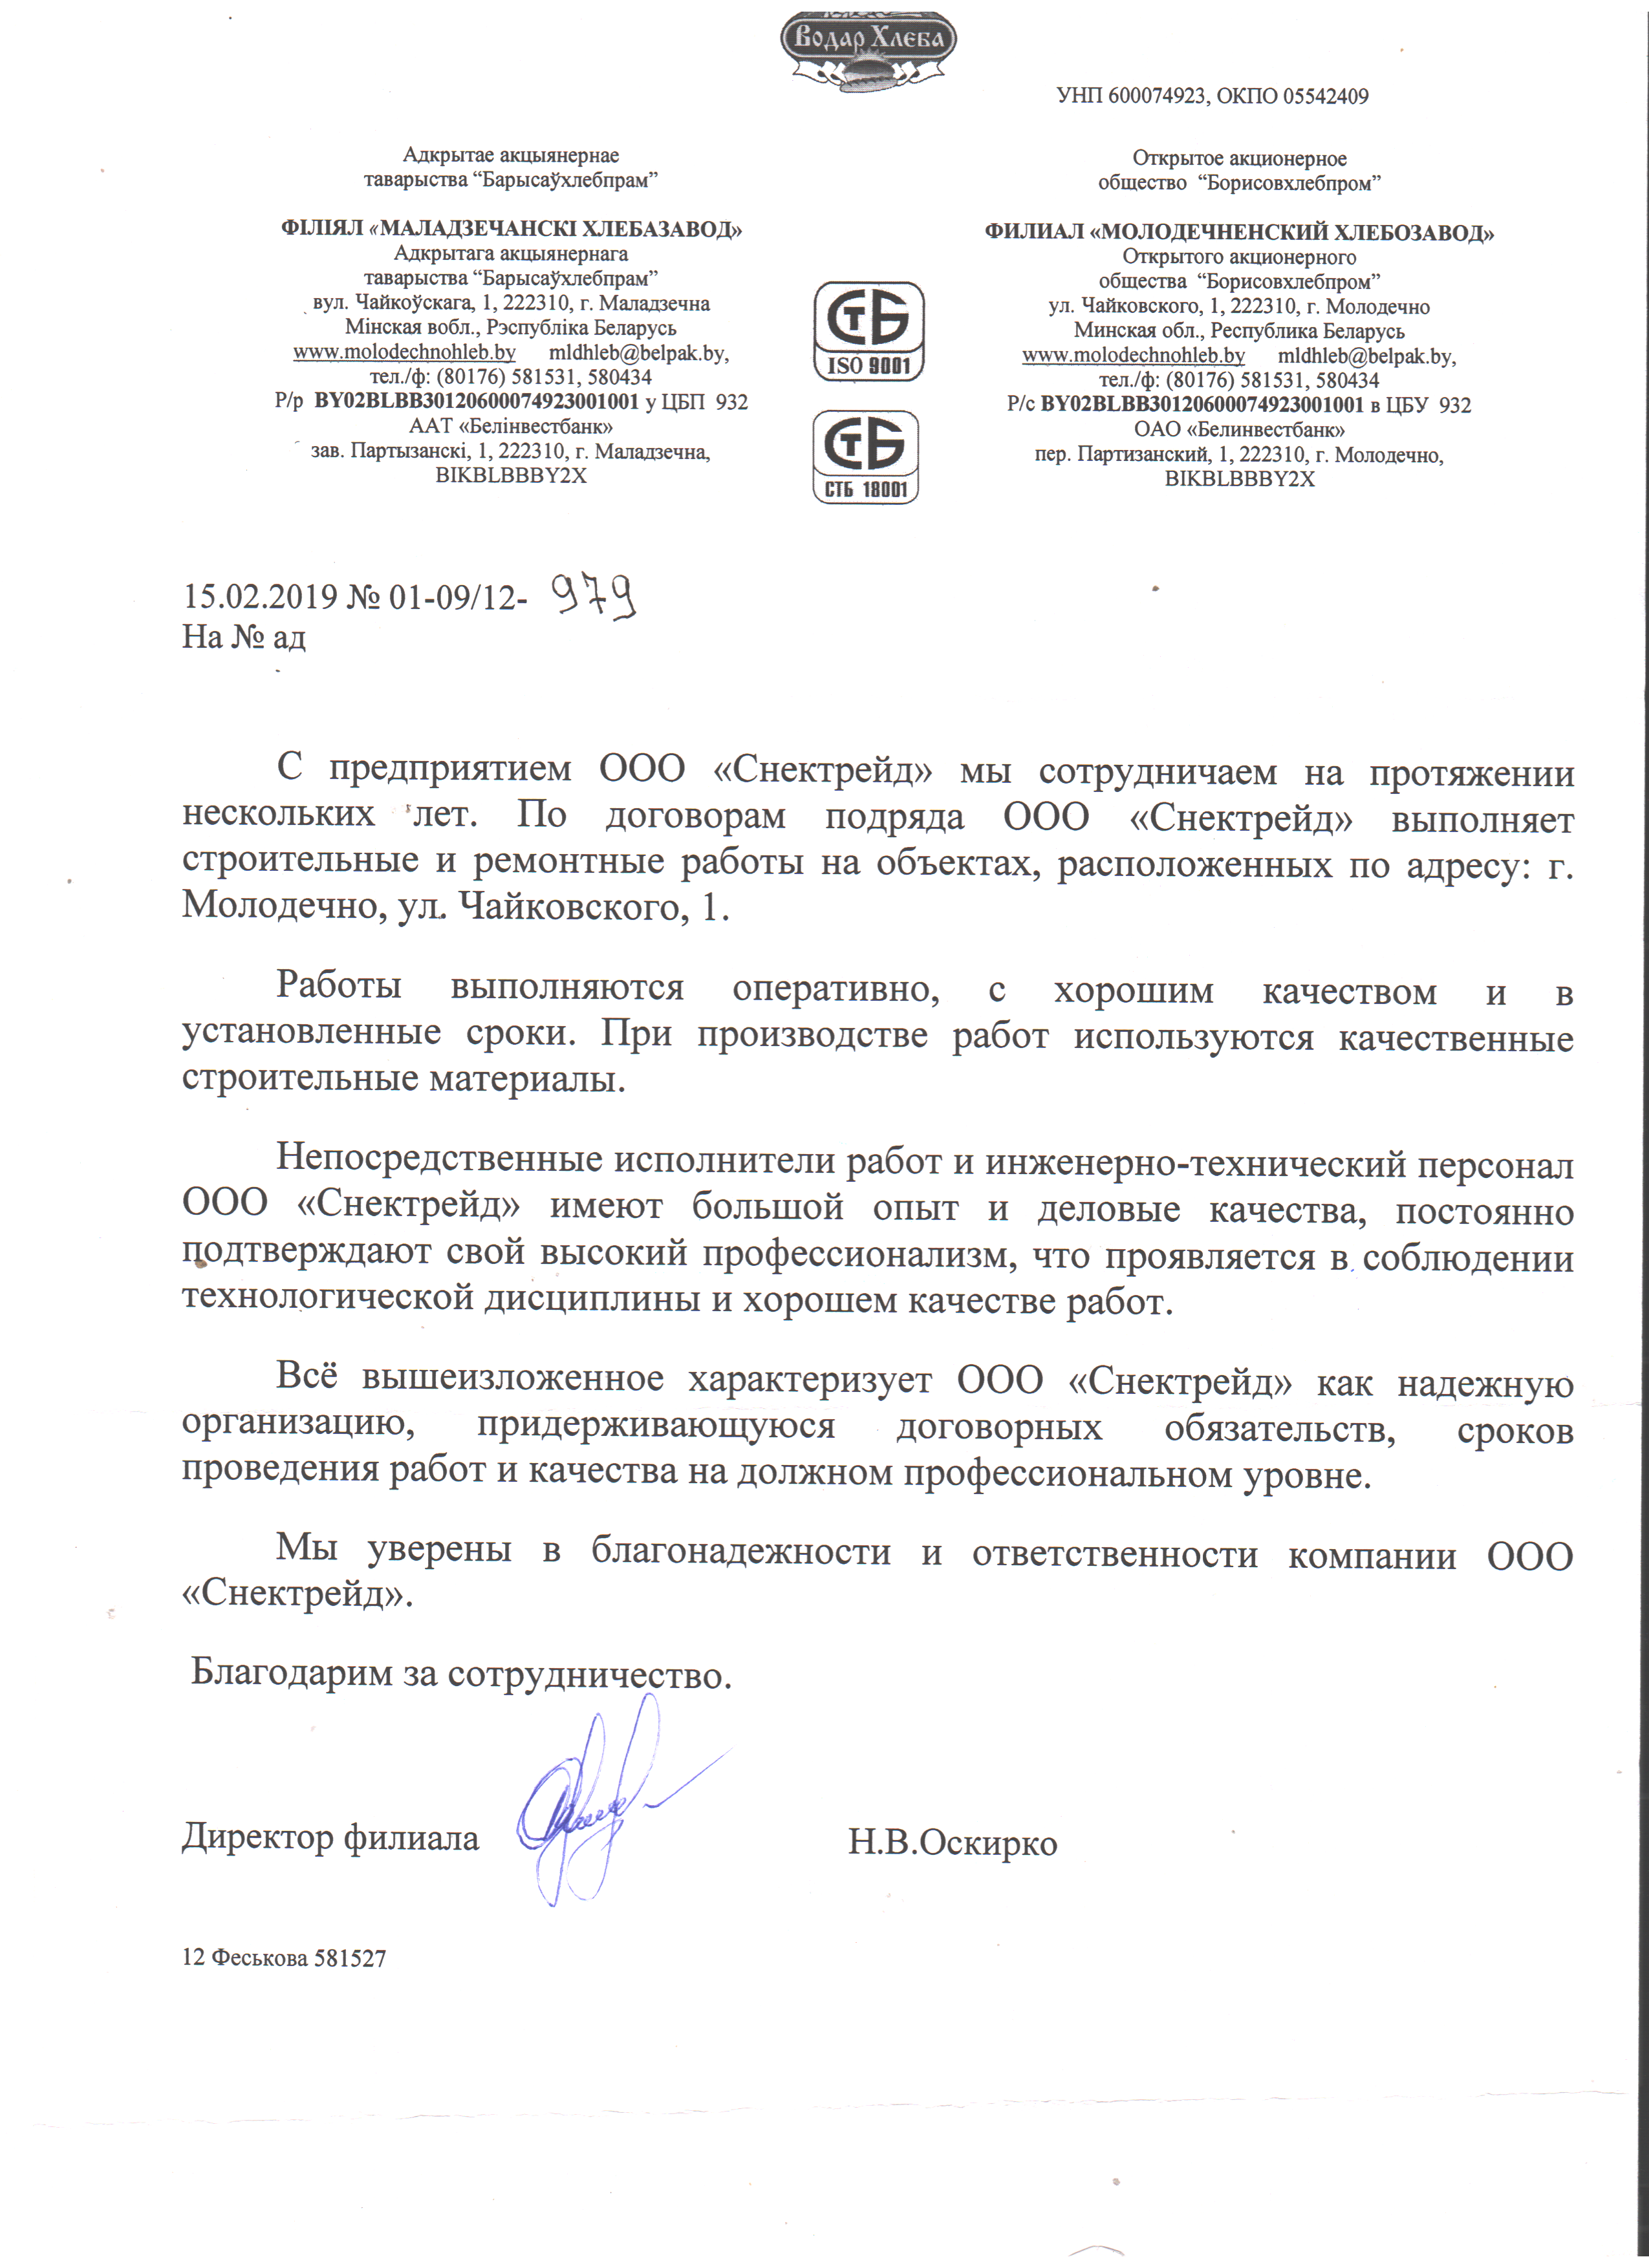 Водар Хлеба
УНП 600074923, ОКПО 05542409
Адкрытае акцыянернае
таварыства “Барысаўхлебпрам”
ФІЛІЯЛ «МАЛАДЗЕЧАНСКІ ХЛЕБАЗАВОД»
Адкрытага акцыянернага
таварыства “Барысаўхлебпрам”
вул. Чайкоўскага, 1, 222310, г. Маладзечна
Мінская вобл., Рэспубліка Беларусь
www.molodechnohleb.by mldhleb@belpak.by,
тел./ф: (80176) 581531, 580434
Р/р BY02BLBB30120600074923001001 у ЦБП 932
ААТ «Белінвестбанк»
зав. Партызанскі, 1, 222310, г. Маладзечна,
BIKBLBBBY2X
СТБ
ISO 9001
СТБ
СТБ 18001
Открытое акционерное
общество “Борисовхлебпром”
ФИЛИАЛ «МОЛОДЕЧНЕНСКИЙ ХЛЕБОЗАВОД»
Открытого акционерного
общества “Борисовхлебпром”
ул. Чайковского, 1, 222310, г. Молодечно
Минская обл., Республика Беларусь
www.molodechnohleb.by mldhleb@belpak.by,
тел./ф: (80176) 581531, 580434
Р/с BY02BLBB30120600074923001001 в ЦБУ 932
ОАО «Белинвестбанк»
пер. Партизанский, 1, 222310, г. Молодечно,
BIKBLBBBY2X
15.02.2019 № 01-09/12- 979
На № ад
С предприятием ООО «Снектрейд» мы сотрудничаем на протяжении
нескольких лет. По договорам подряда ООО «Снектрейд» выполняет
строительные и ремонтные работы на объектах, расположенных по адресу: г.
Молодечно, ул. Чайковского, 1.
Работы выполняются оперативно, с хорошим качеством и в
установленные сроки. При производстве работ используются качественные
строительные материалы.
Непосредственные исполнители работ и инженерно-технический персонал
ООО «Снектрейд» имеют большой опыт и деловые качества, постоянно
подтверждают свой высокий профессионализм, что проявляется в соблюдении
технологической дисциплины и хорошем качестве работ.
Всё вышеизложенное характеризует ООО «Снектрейд» как надежную
организацию, придерживающуюся договорных обязательств, сроков
проведения работ и качества на должном профессиональном уровне.
Мы уверены в благонадежности и ответственности компании ООО
«Снектрейд».
Благодарим за сотрудничество.
Директор филиала Н.В.Оскирко
12 Феськова 581527